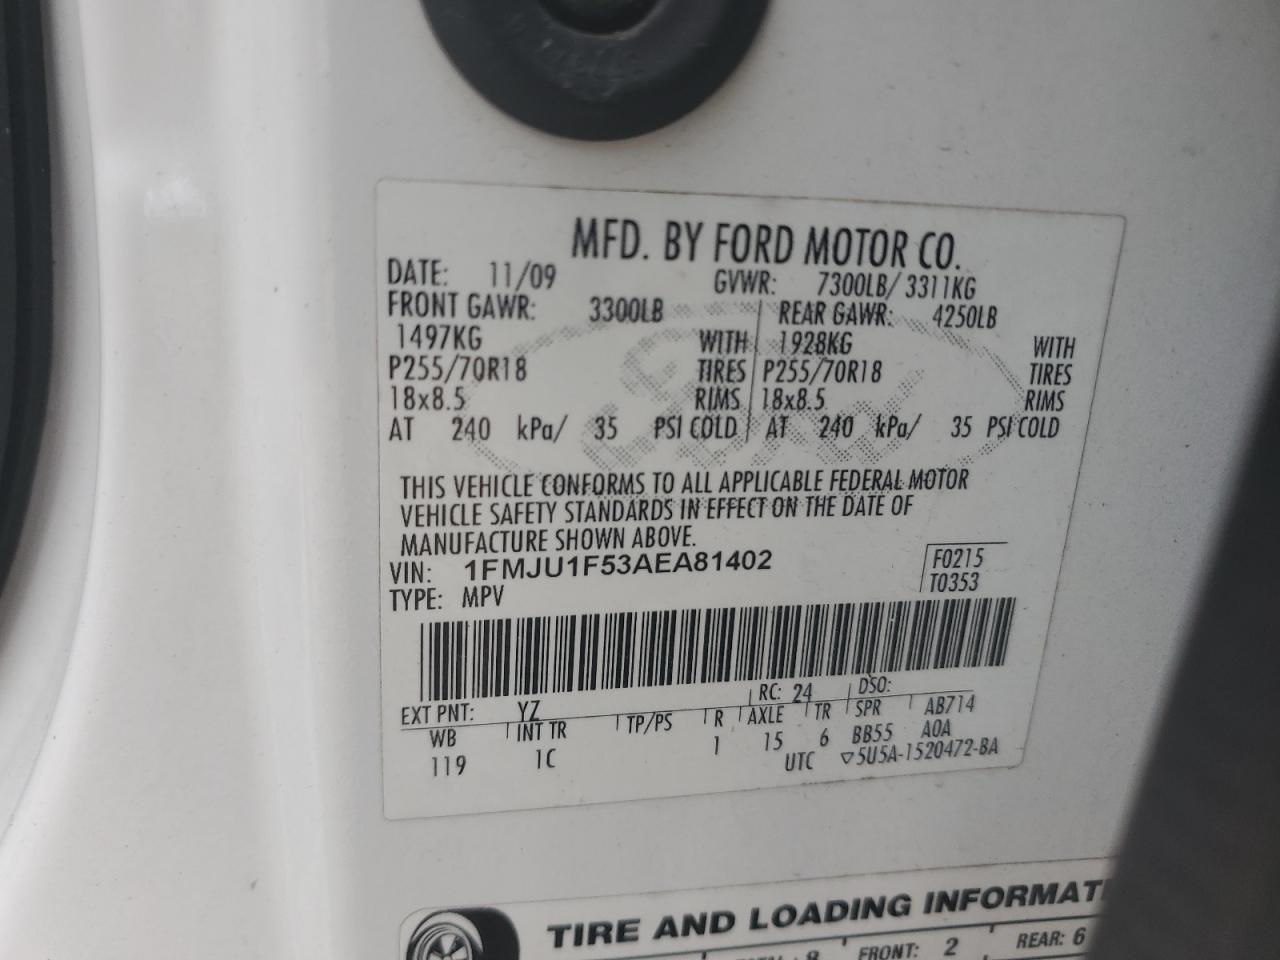 MFD. BY FORD MOTOR CO.
DATE: 11/09 GVWR: 7300LB/ 3311KG
FRONT GAWR: 3300LB REAR GAWR: 4250LB
1497KG WITH 1928KG WITH
P255/70R18 TIRES P255/70R18 TIRES
18x8.5 RIMS 18x8.5 RIMS
AT 240 kPa/ 35 PSI COLD AT 240 kPa/ 35 PSI COLD
THIS VEHICLE CONFORMS TO ALL APPLICABLE FEDERAL MOTOR
VEHICLE SAFETY STANDARDS IN EFFECT ON THE DATE OF
MANUFACTURE SHOWN ABOVE.
VIN: 1FMJU1F53AEA81402 F0215
TYPE: MPV T0353
EXT PNT: YZ RC: 24 DSO:
WB INT TR TP/PS R AXLE TR SPR AB714
119 1C 1 15 6 BB55 A0A
UTC ▽5U5A-1520472-BA
TIRE AND LOADING INFORMATI
8 FRONT: 2 REAR: 6